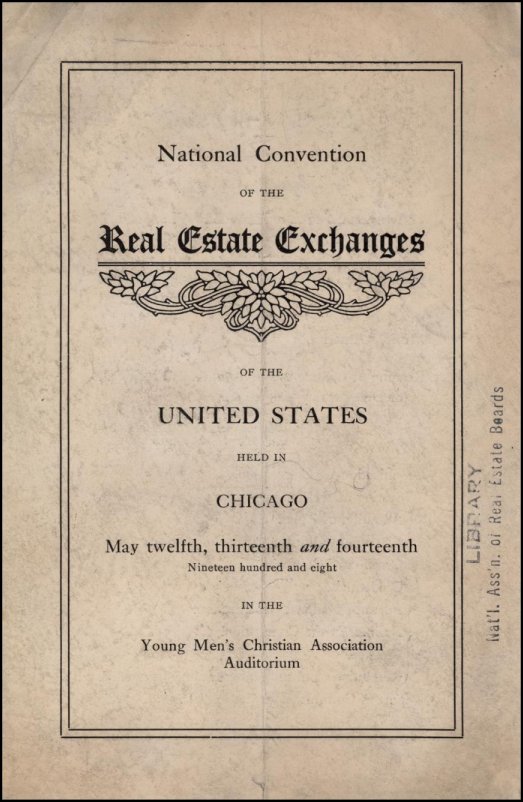 National Convention
OF THE
Real Estate Exchanges
OF THE
UNITED STATES
HELD IN
CHICAGO
May twelfth, thirteenth and fourteenth
Nineteen hundred and eight
IN THE
Young Men's Christian Association
Auditorium
LIBRARY
Nat'l. Ass'n. of Real Estate Boards